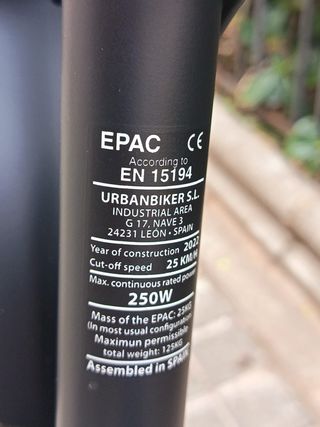 EPAC CE
According to
EN 15194
URBANBIKER S.L.
INDUSTRIAL AREA
G 17, NAVE 3
24231 LEÓN - SPAIN
Year of construction 2022
Cut-off speed 25 KM/H
Max. continuous rated power
250W
Mass of the EPAC: 25KG
(In most usual configuration)
Maximun permissible
total weight: 125KG
Assembled in SPAIN